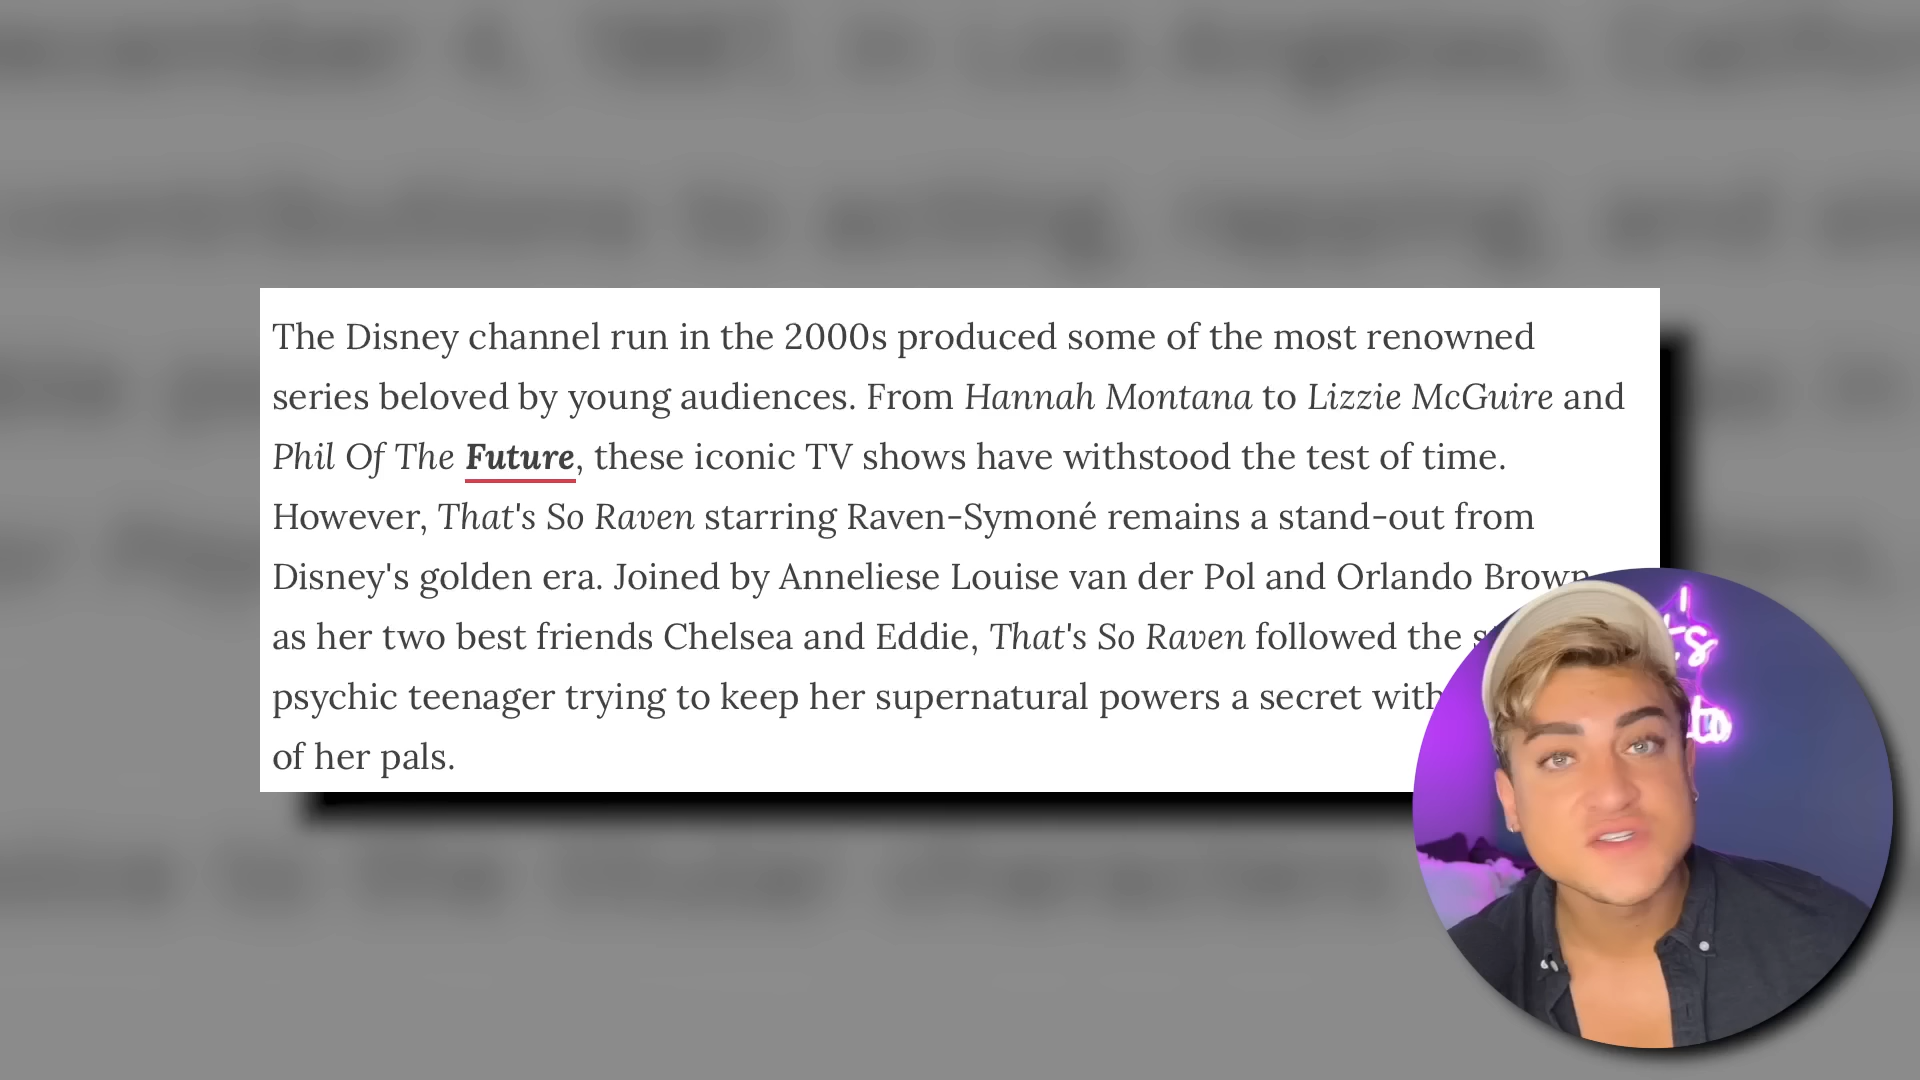 The Disney channel run in the 2000s produced some of the most renowned
series beloved by young audiences. From Hannah Montana to Lizzie McGuire and
Phil Of The Future, these iconic TV shows have withstood the test of time.
However, That's So Raven starring Raven-Symoné remains a stand-out from
Disney's golden era. Joined by Anneliese Louise van der Pol and Orlando Brown
as her two best friends Chelsea and Eddie, That's So Raven followed the
psychic teenager trying to keep her supernatural powers a secret with
of her pals.